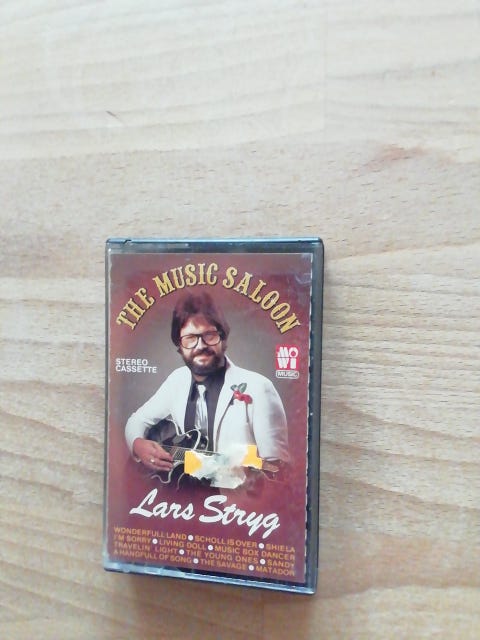 THE MUSIC SALOON
STEREO
CASSETTE
MOWI
MUSIC
Lars Stryg
WONDERFULL LAND ● SCHOLL IS OVER ● SHIELA
I'M SORRY ● LIVING DOLL ● MUSIC BOX DANCER
TRAVELIN' LIGHT ● THE YOUNG ONES ● SANDY
A HANDFULL OF SONG ● THE SAVAGE ● MATADOR